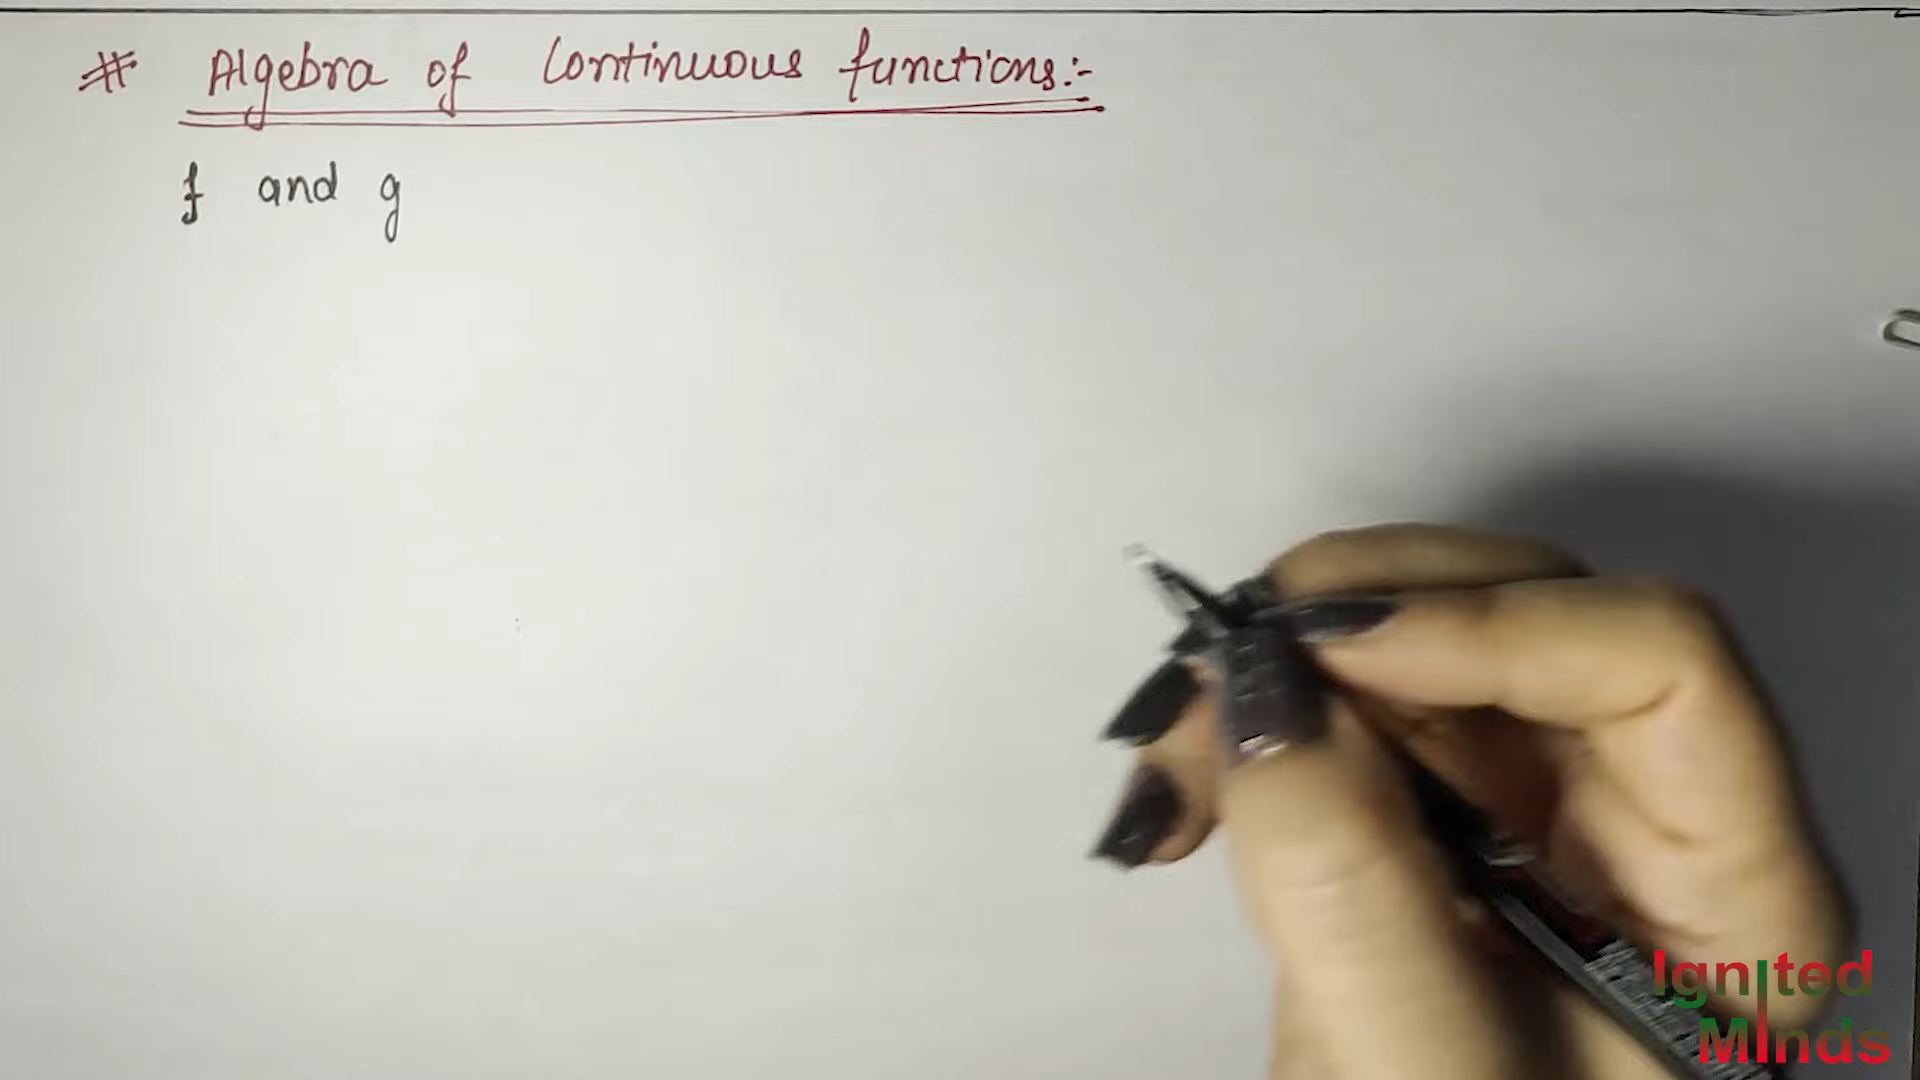 # Algebra of Continuous functions:-
f and g
Ignited
Minds